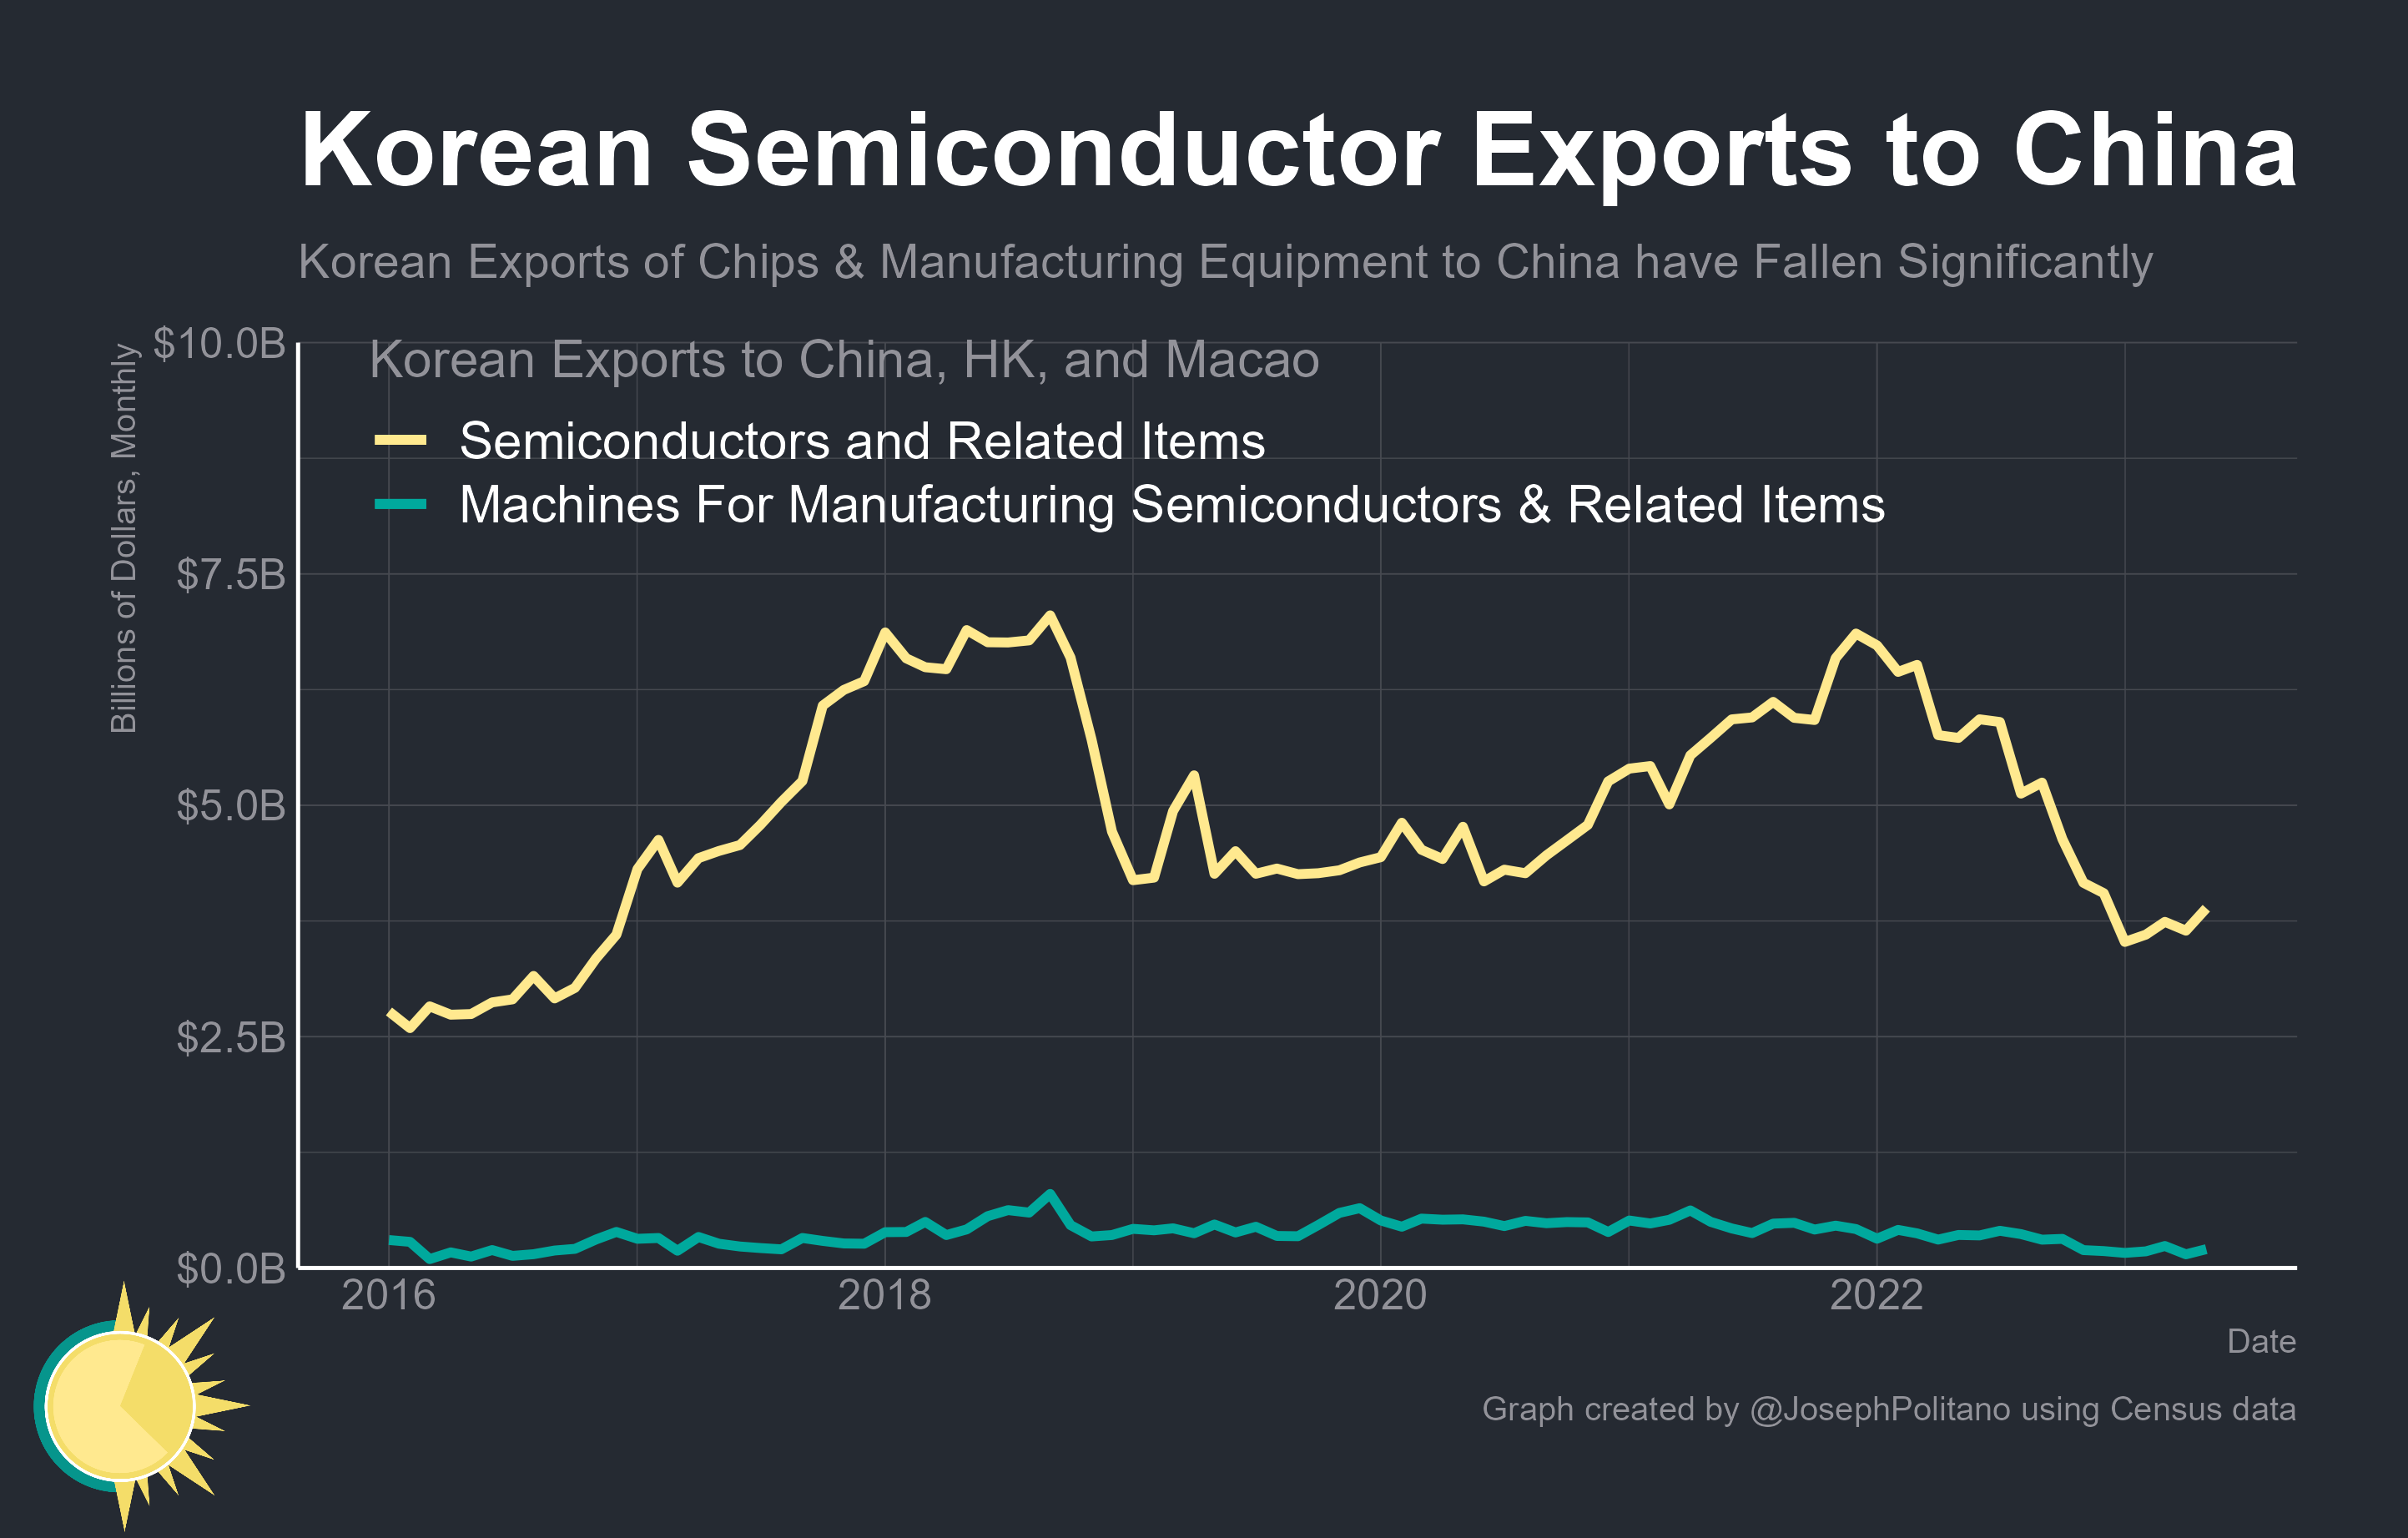 Korean Semiconductor Exports to China
Korean Exports of Chips & Manufacturing Equipment to China have Fallen Significantly
Billions of Dollars, Monthly
$10.0B
Korean Exports to China, HK, and Macao
Semiconductors and Related Items
Machines For Manufacturing Semiconductors & Related Items
$7.5B
$5.0B
$2.5B
$0.0B
2016 2018 2020 2022
Date
Graph created by @JosephPolitano using Census data